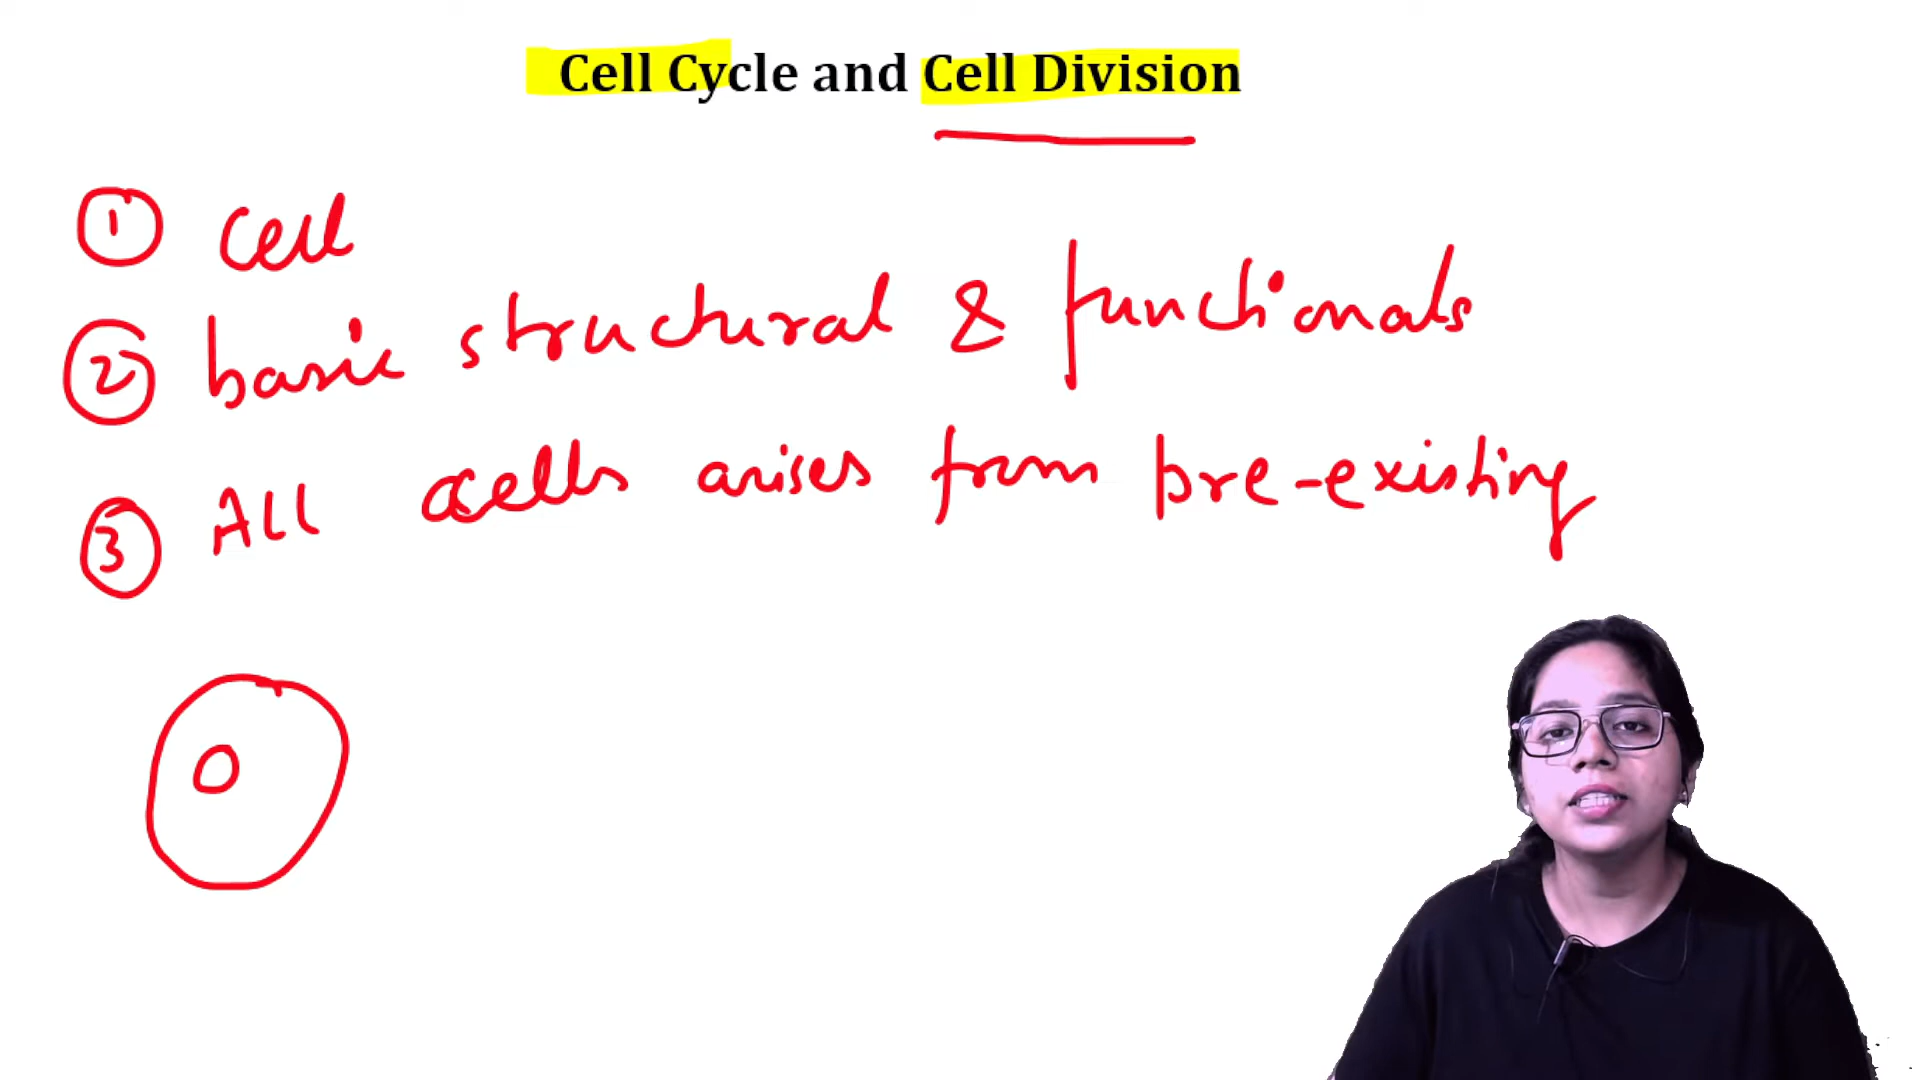 Cell Cycle and Cell Division
① Cell
② basic structural & functionals
③ All cells arises from pre-existing